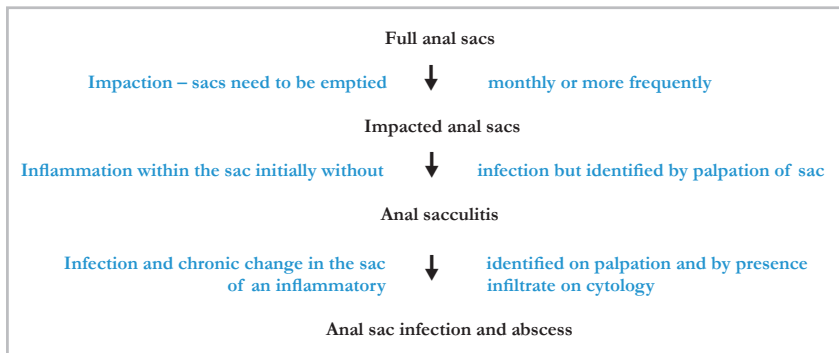 Full anal sacs
Impaction – sacs need to be emptied monthly or more frequently
Impacted anal sacs
Inflammation within the sac initially without infection but identified by palpation of sac
Anal sacculitis
Infection and chronic change in the sac identified on palpation and by presence
of an inflammatory infiltrate on cytology
Anal sac infection and abscess